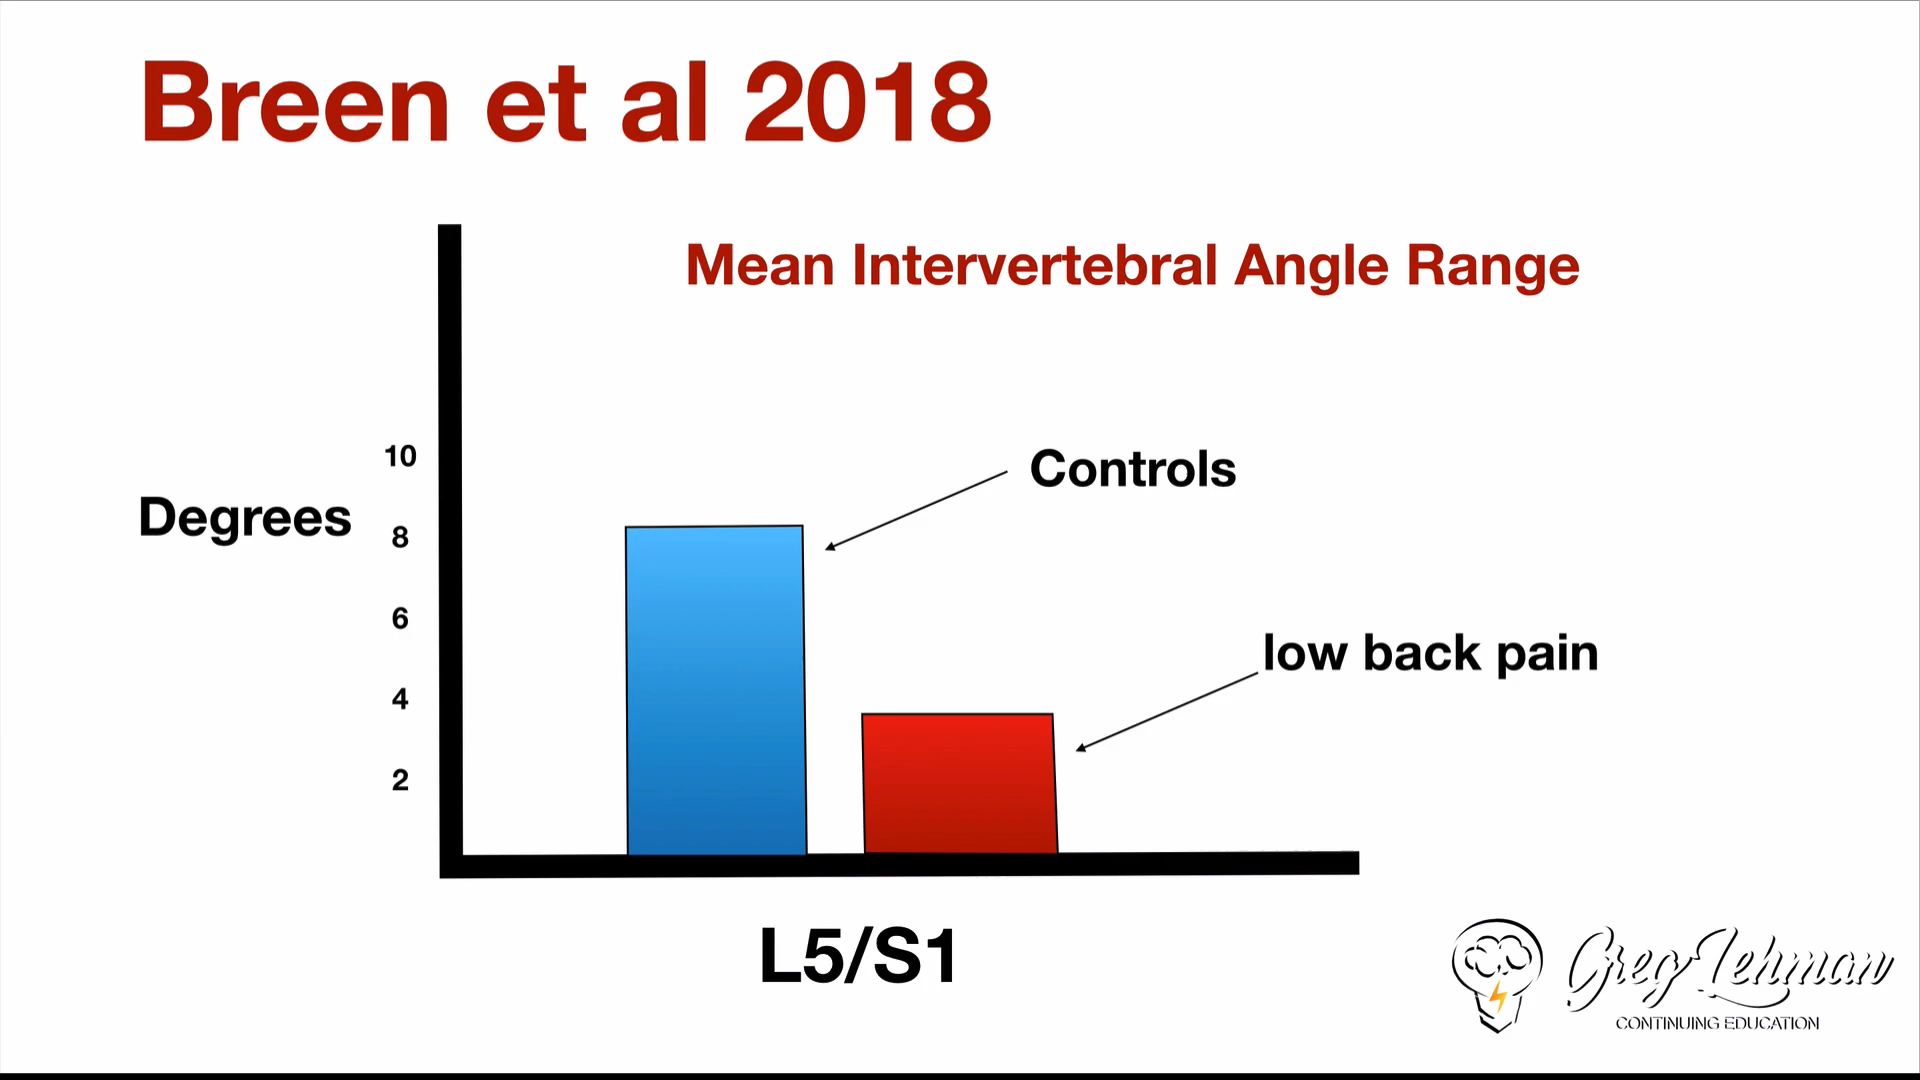 Breen et al 2018
Mean Intervertebral Angle Range
10
Controls
Degrees
8
6
low back pain
4
2
L5/S1
Greg Lehman
CONTINUING EDUCATION